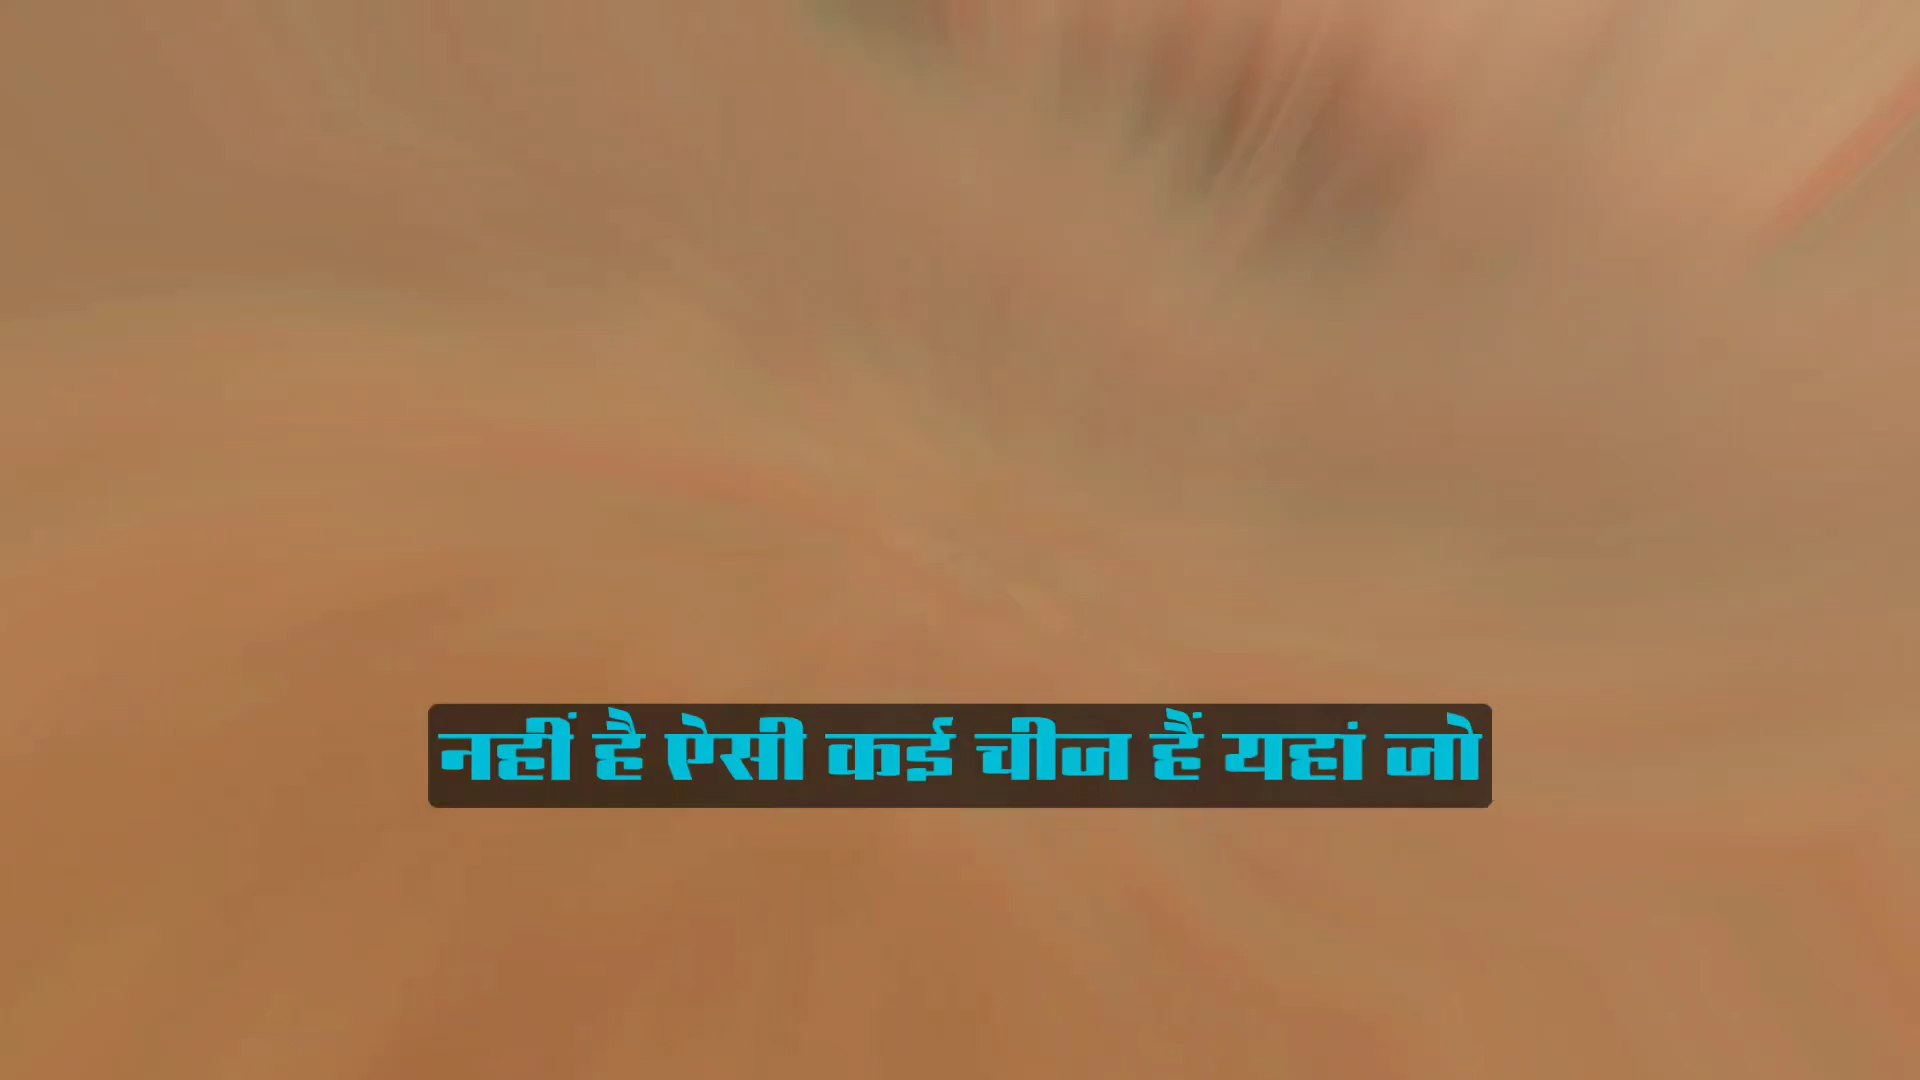 नहीं है ऐसी कई चीज हैं यहां जो